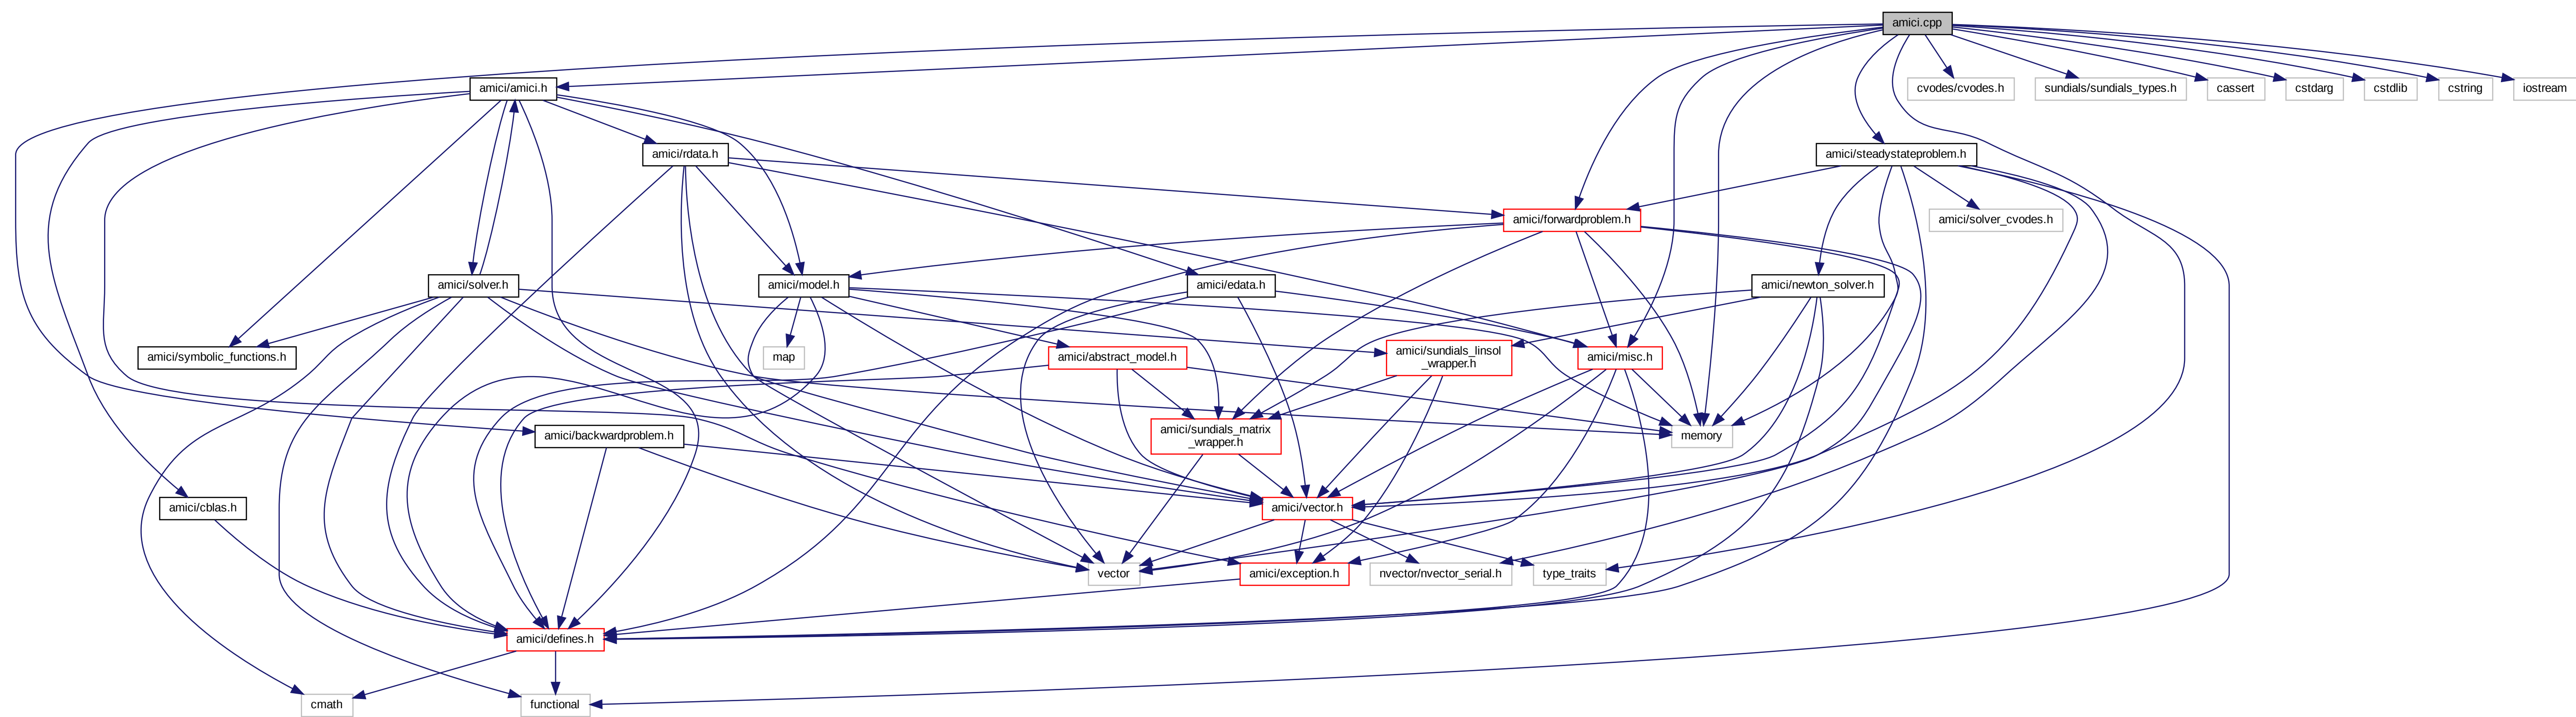 amici.cpp
amici/amici.h
cvodes/cvodes.h
sundials/sundials_types.h
cassert
cstdarg
cstdlib
cstring
iostream
amici/rdata.h
amici/steadystateproblem.h
amici/forwardproblem.h
amici/solver_cvodes.h
amici/solver.h
amici/model.h
amici/edata.h
amici/newton_solver.h
amici/symbolic_functions.h
map
amici/abstract_model.h
amici/sundials_linsol
_wrapper.h
amici/misc.h
amici/backwardproblem.h
amici/sundials_matrix
_wrapper.h
memory
amici/cblas.h
amici/vector.h
vector
amici/exception.h
nvector/nvector_serial.h
type_traits
amici/defines.h
cmath
functional